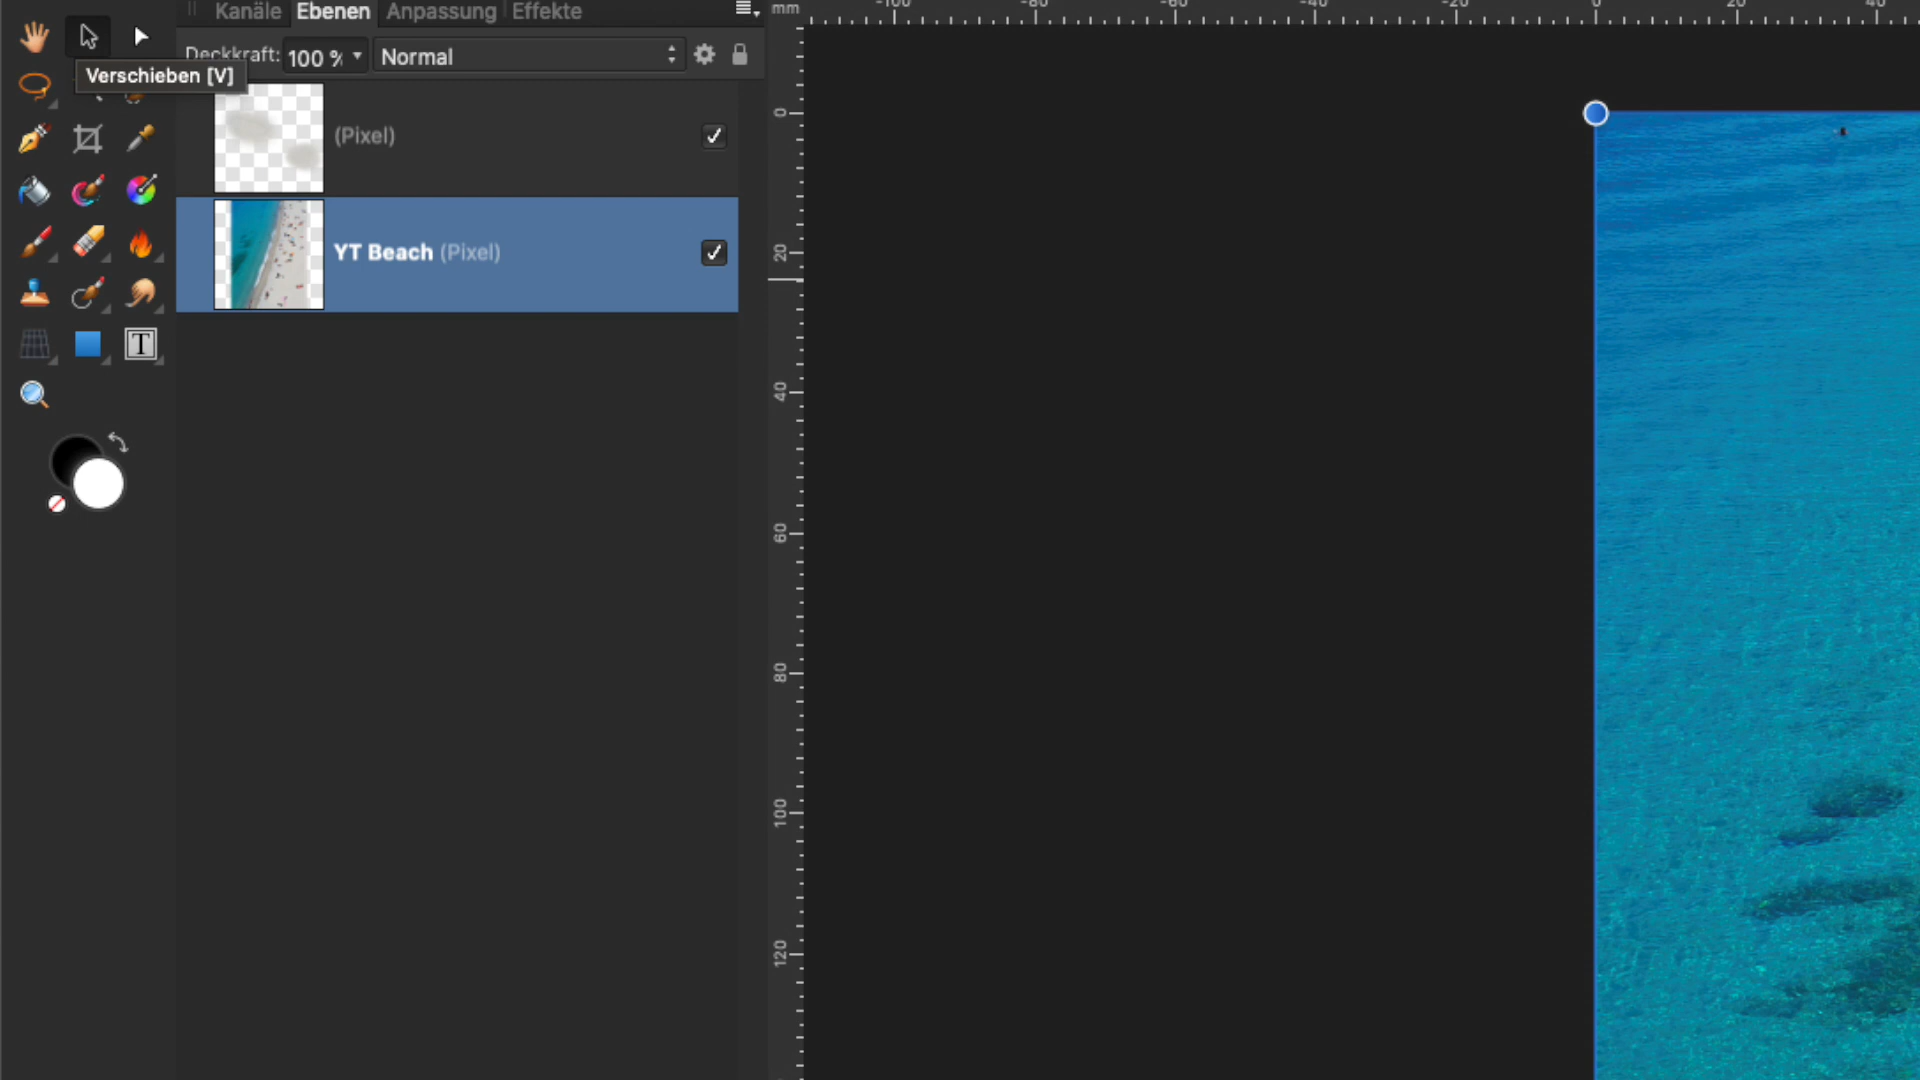 Kanäle Ebenen Anpassung Effekte
Deckkraft: 100 % Normal
Verschieben [V]
(Pixel)
YT Beach (Pixel)
mm
-100 -80 -60 -40 -20 0 20 40
0
20
40
60
80
100
120
T